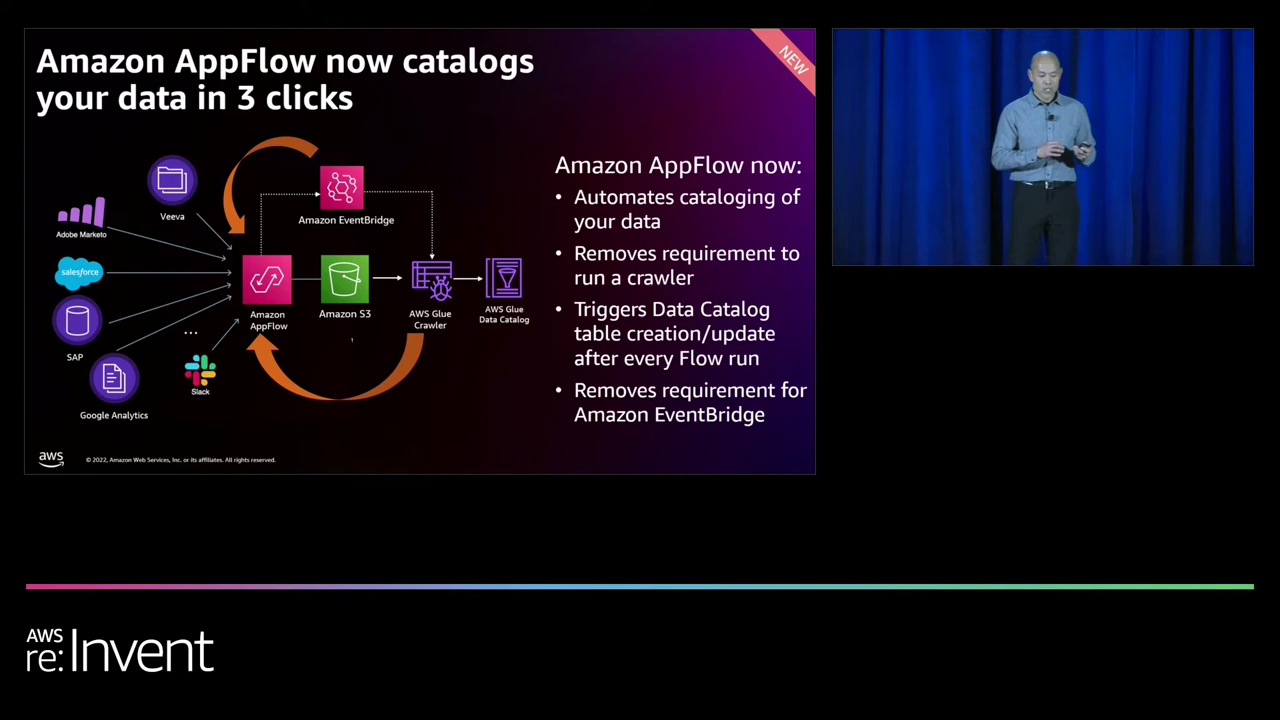 Amazon AppFlow now catalogs
your data in 3 clicks
NEW
Veeva
Adobe Marketo
salesforce
SAP
Google Analytics
...
Slack
Amazon EventBridge
Amazon
AppFlow
Amazon S3
AWS Glue
Crawler
AWS Glue
Data Catalog
Amazon AppFlow now:
• Automates cataloging of
your data
• Removes requirement to
run a crawler
• Triggers Data Catalog
table creation/update
after every Flow run
• Removes requirement for
Amazon EventBridge
aws
© 2022, Amazon Web Services, Inc. or its affiliates. All rights reserved.
AWS
re:Invent